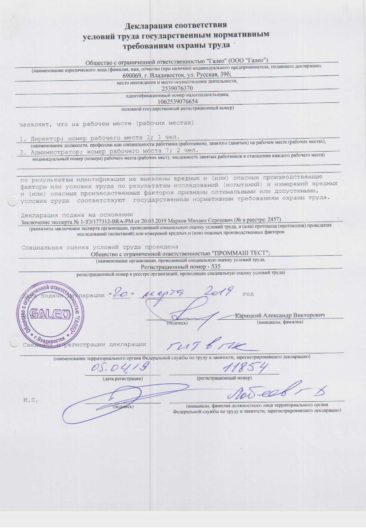 Декларация соответствия
условий труда государственным нормативным
требованиям охраны труда
Общество с ограниченной ответственностью "Галео" (ООО "Галео")
(наименование юридического лица (фамилия, имя, отчество (при наличии) индивидуального предпринимателя, подавшего декларацию,
690069, г. Владивосток, ул. Русская, 39б;
место нахождения и место осуществления деятельности,
2539076370
идентификационный номер налогоплательщика,
1062539076654
основной государственный регистрационный номер)
заявляет, что на рабочем месте (рабочих местах)
1. Директор; номер рабочего места 1; 1 чел.
(наименование должности, профессии или специальности работника (работников), занятого (занятых) на рабочем месте (рабочих местах),
2. Администратор; номер рабочего места 7; 2 чел.
индивидуальный номер (номера) рабочего места (рабочих мест), численность занятых работников в отношении каждого рабочего места)
по результатам идентификации не выявлены вредные и (или) опасные производственные
факторы или условия труда по результатам исследований (испытаний) и измерений вредных
и (или) опасных производственных факторов признаны оптимальными или допустимыми,
условия труда соответствуют государственным нормативным требованиям охраны труда.
Декларация подана на основании
Заключение эксперта № 1-ЗЭ/177312-ВRA-РМ от 20.03.2019 Марков Михаил Сергеевич (№ в реестре 2457)
(реквизиты заключения эксперта организации, проводившей специальную оценку условий труда, и (или) протокола (протоколов) проведения
исследований (испытаний) или измерений вредных и (или) опасных производственных факторов
Специальная оценка условий труда проведена
Общество с ограниченной ответственностью "ПРОММАШ ТЕСТ";
(наименование организации, проводившей специальную оценку условий труда,
Регистрационный номер - 535
регистрационный номер в реестре организаций, проводящих специальную оценку условий труда)
подачи декларации "20" марта 2019 год
GALEO
г. Владивосток
Карицкий Александр Викторович
(подпись) (инициалы, фамилия)
регистрации декларации ГИТ в ПК
(наименование территориального органа Федеральной службы по труду и занятости, зарегистрировавшего декларацию)
05.04.19 11854
(дата регистрации) (регистрационный номер)
М.П.
(подпись) (инициалы, фамилия должностного лица территориального органа
Федеральной службы по труду и занятости, зарегистрировавшего декларацию)